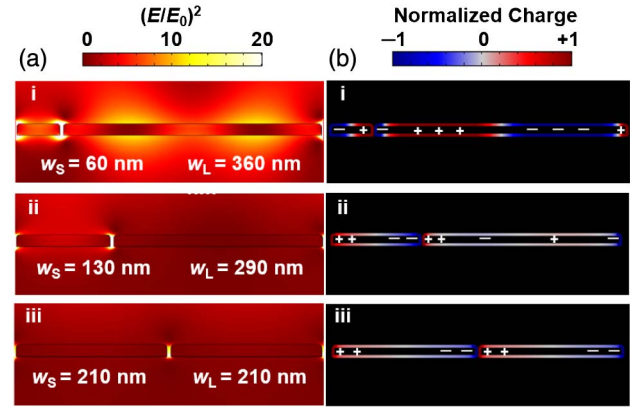 (E/E₀)²
Normalized Charge
0 10 20
−1 0 +1
(a)
(b)
i
i
− + − + + + − − − +
wS = 60 nm wL = 360 nm
ii
ii
+ + − − + + − + −
wS = 130 nm wL = 290 nm
iii
iii
+ + − − + + − −
wS = 210 nm wL = 210 nm